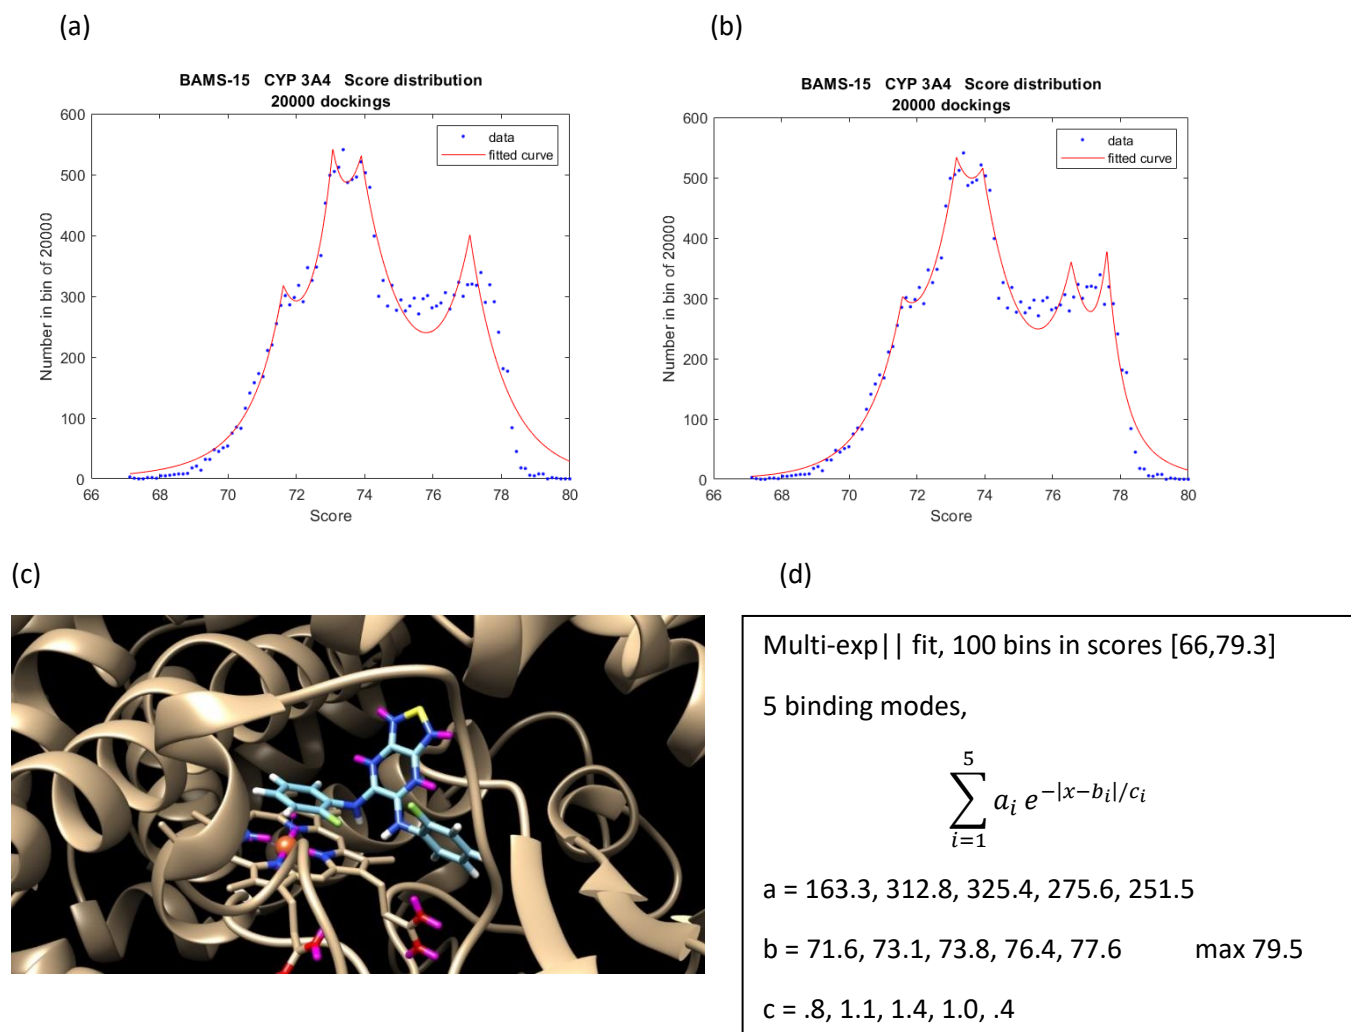 (a)
BAMS-15 CYP 3A4 Score distribution
20000 dockings
600
500
400
300
200
100
0
Number in bin of 20000
data
fitted curve
66 68 70 72 74 76 78 80
Score
(b)
BAMS-15 CYP 3A4 Score distribution
20000 dockings
600
500
400
300
200
100
0
Number in bin of 20000
data
fitted curve
66 68 70 72 74 76 78 80
Score
(c)
(d)
Multi-exp|| fit, 100 bins in scores [66,79.3]
5 binding modes,
5
∑ a_i e^{−|x−b_i|/c_i}
i=1
a = 163.3, 312.8, 325.4, 275.6, 251.5
b = 71.6, 73.1, 73.8, 76.4, 77.6 max 79.5
c = .8, 1.1, 1.4, 1.0, .4